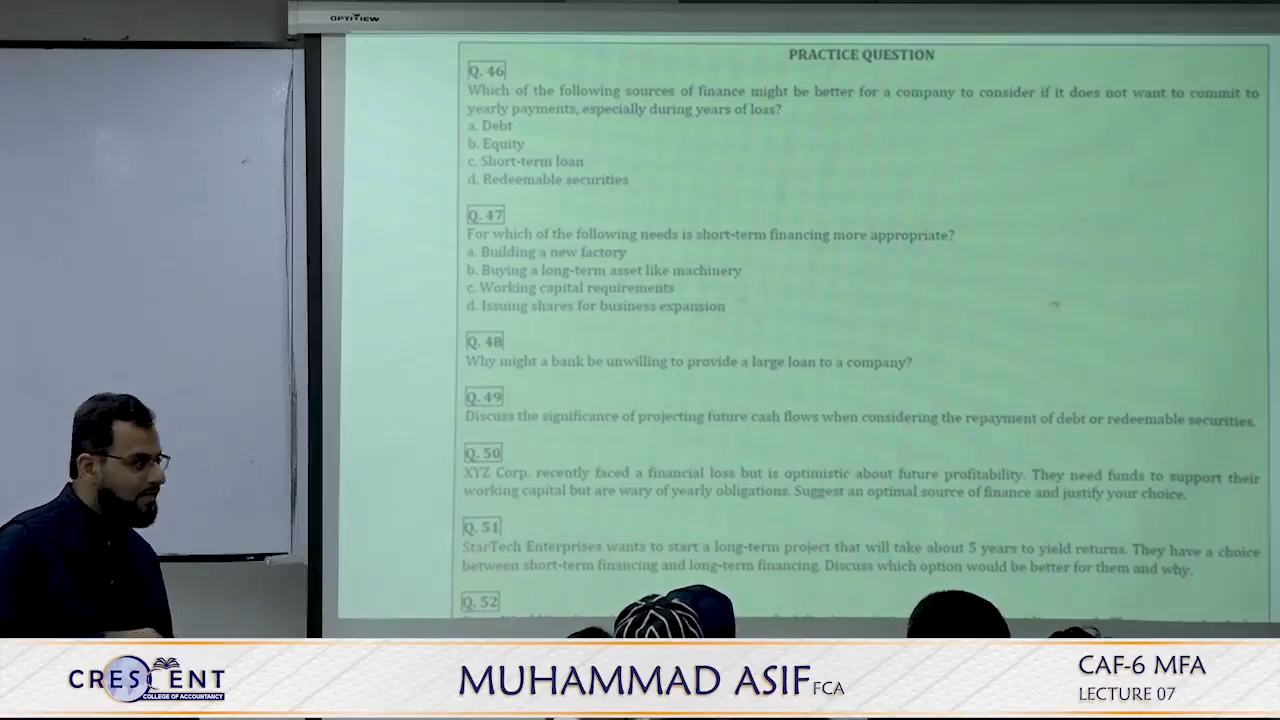 OPTIVIEW
PRACTICE QUESTION
Q. 46
Which of the following sources of finance might be better for a company to consider if it does not want to commit to
yearly payments, especially during years of loss?
a. Debt
b. Equity
c. Short-term loan
d. Redeemable securities
Q. 47
For which of the following needs is short-term financing more appropriate?
a. Building a new factory
b. Buying a long-term asset like machinery
c. Working capital requirements
d. Issuing shares for business expansion
Q. 48
Why might a bank be unwilling to provide a large loan to a company?
Q. 49
Discuss the significance of projecting future cash flows when considering the repayment of debt or redeemable securities.
Q. 50
XYZ Corp. recently faced a financial loss but is optimistic about future profitability. They need funds to support their
working capital but are wary of yearly obligations. Suggest an optimal source of finance and justify your choice.
Q. 51
StarTech Enterprises wants to start a long-term project that will take about 5 years to yield returns. They have a choice
between short-term financing and long-term financing. Discuss which option would be better for them and why.
Q. 52
CRESCENT
COLLEGE OF ACCOUNTANCY
MUHAMMAD ASIF FCA
CAF-6 MFA
LECTURE 07